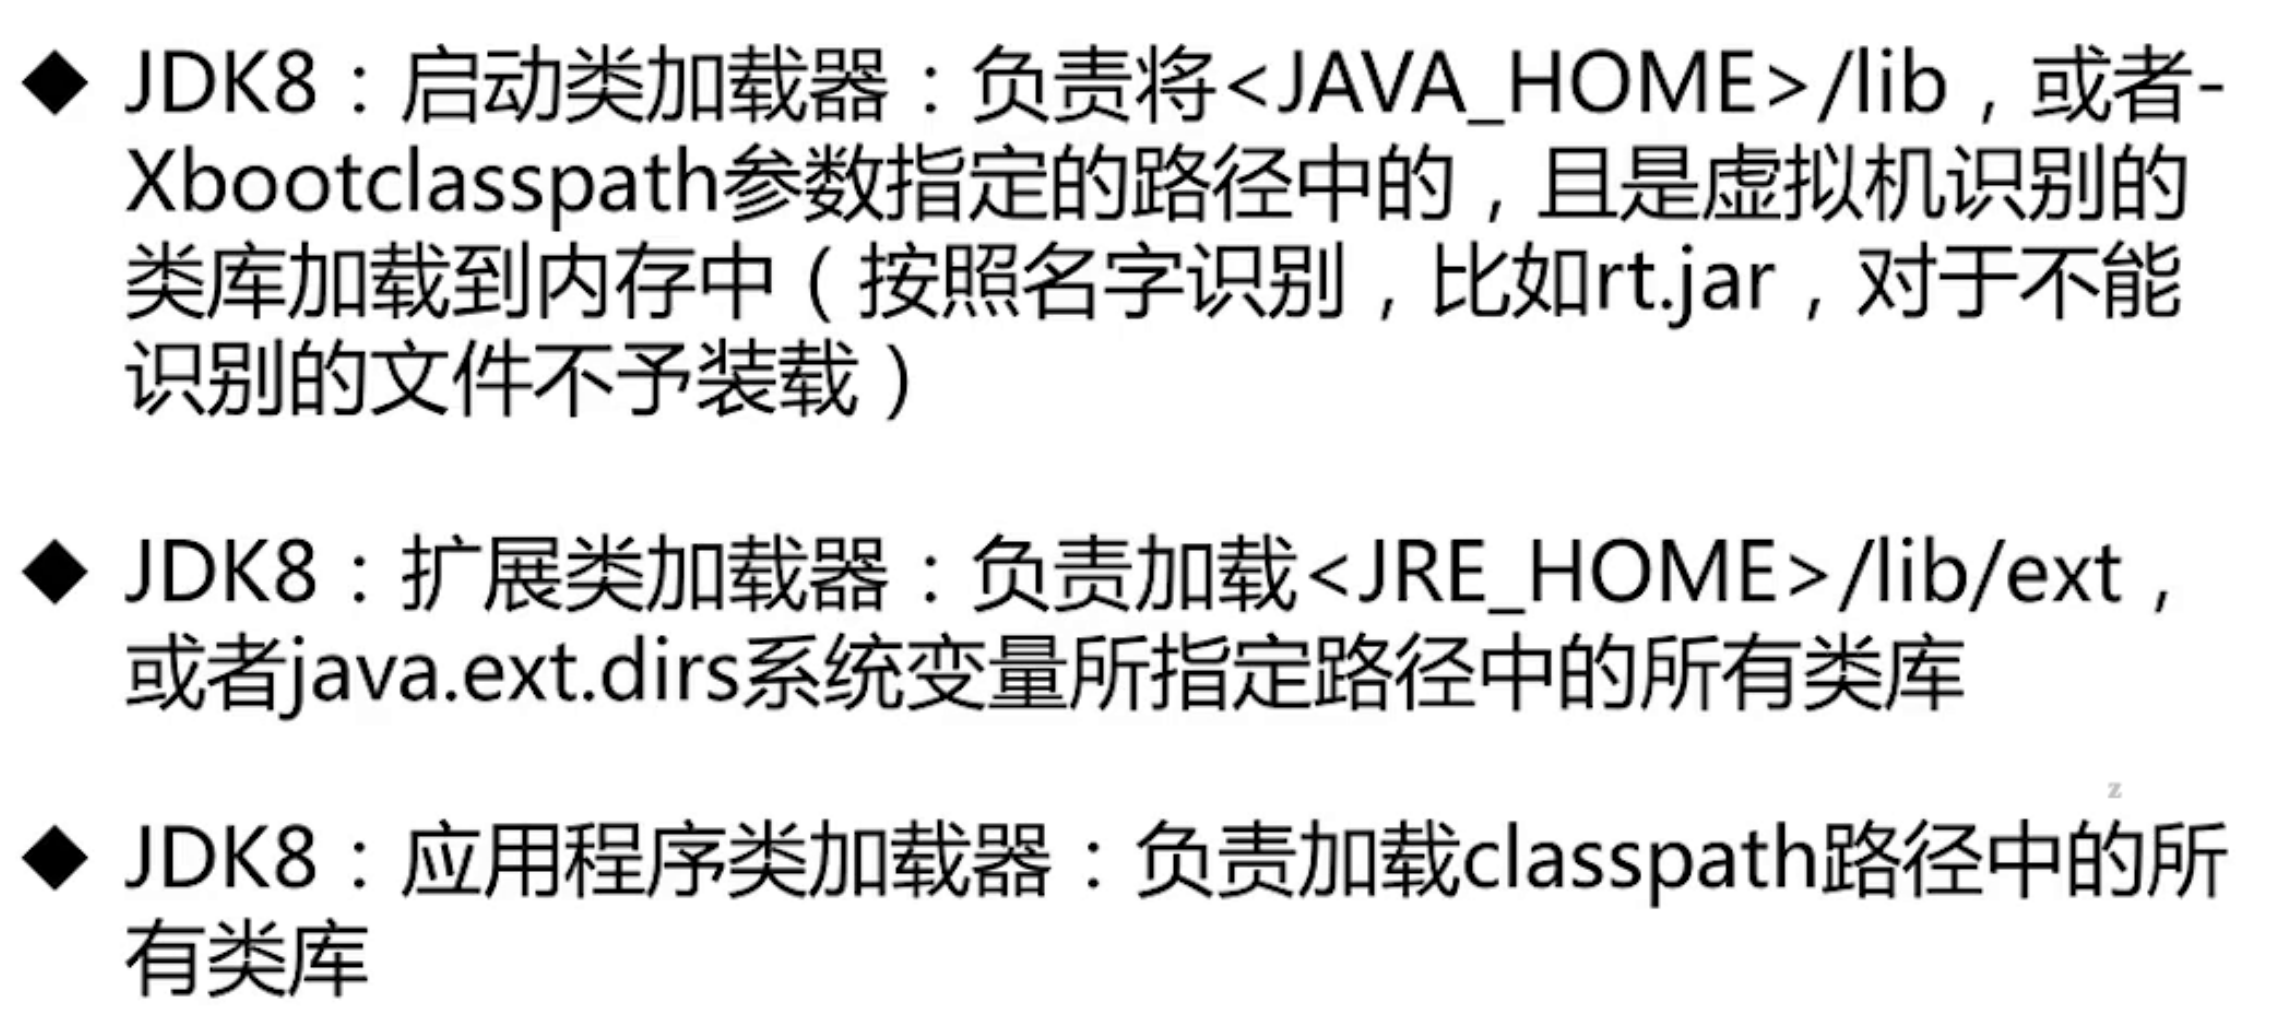 ◆ JDK8：启动类加载器：负责将<JAVA_HOME>/lib，或者-
Xbootclasspath参数指定的路径中的，且是虚拟机识别的
类库加载到内存中（按照名字识别，比如rt.jar，对于不能
识别的文件不予装载）
◆ JDK8：扩展类加载器：负责加载<JRE_HOME>/lib/ext，
或者java.ext.dirs系统变量所指定路径中的所有类库
z
◆ JDK8：应用程序类加载器：负责加载classpath路径中的所
有类库